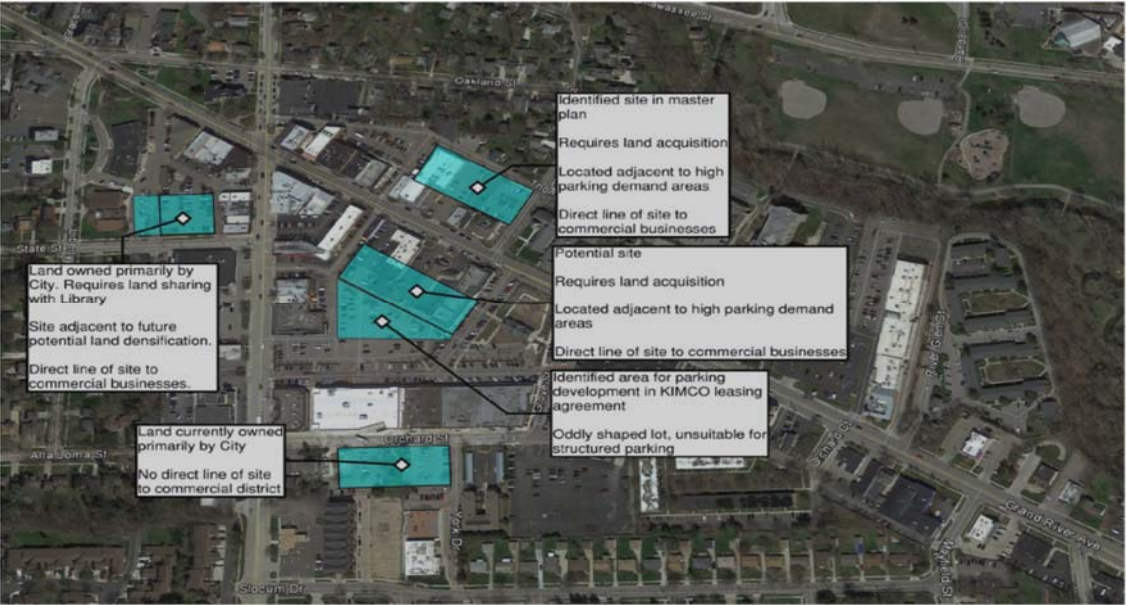 Oakland St
Identified site in master
plan
Requires land acquisition
Located adjacent to high
parking demand areas
Direct line of site to
commercial businesses
State St
Land owned primarily by
City. Requires land sharing
with Library
Site adjacent to future
potential land densification.
Direct line of site to
commercial businesses.
Potential site
Requires land acquisition
Located adjacent to high parking demand
areas
Direct line of site to commercial businesses
River Glen St
Identified area for parking
development in KIMCO leasing
agreement
Oddly shaped lot, unsuitable for
structured parking
Land currently owned
primarily by City
No direct line of site
to commercial district
Orchard St
Alta Loma St
Orchard Ct
Grand River Ave
Slocum Dr